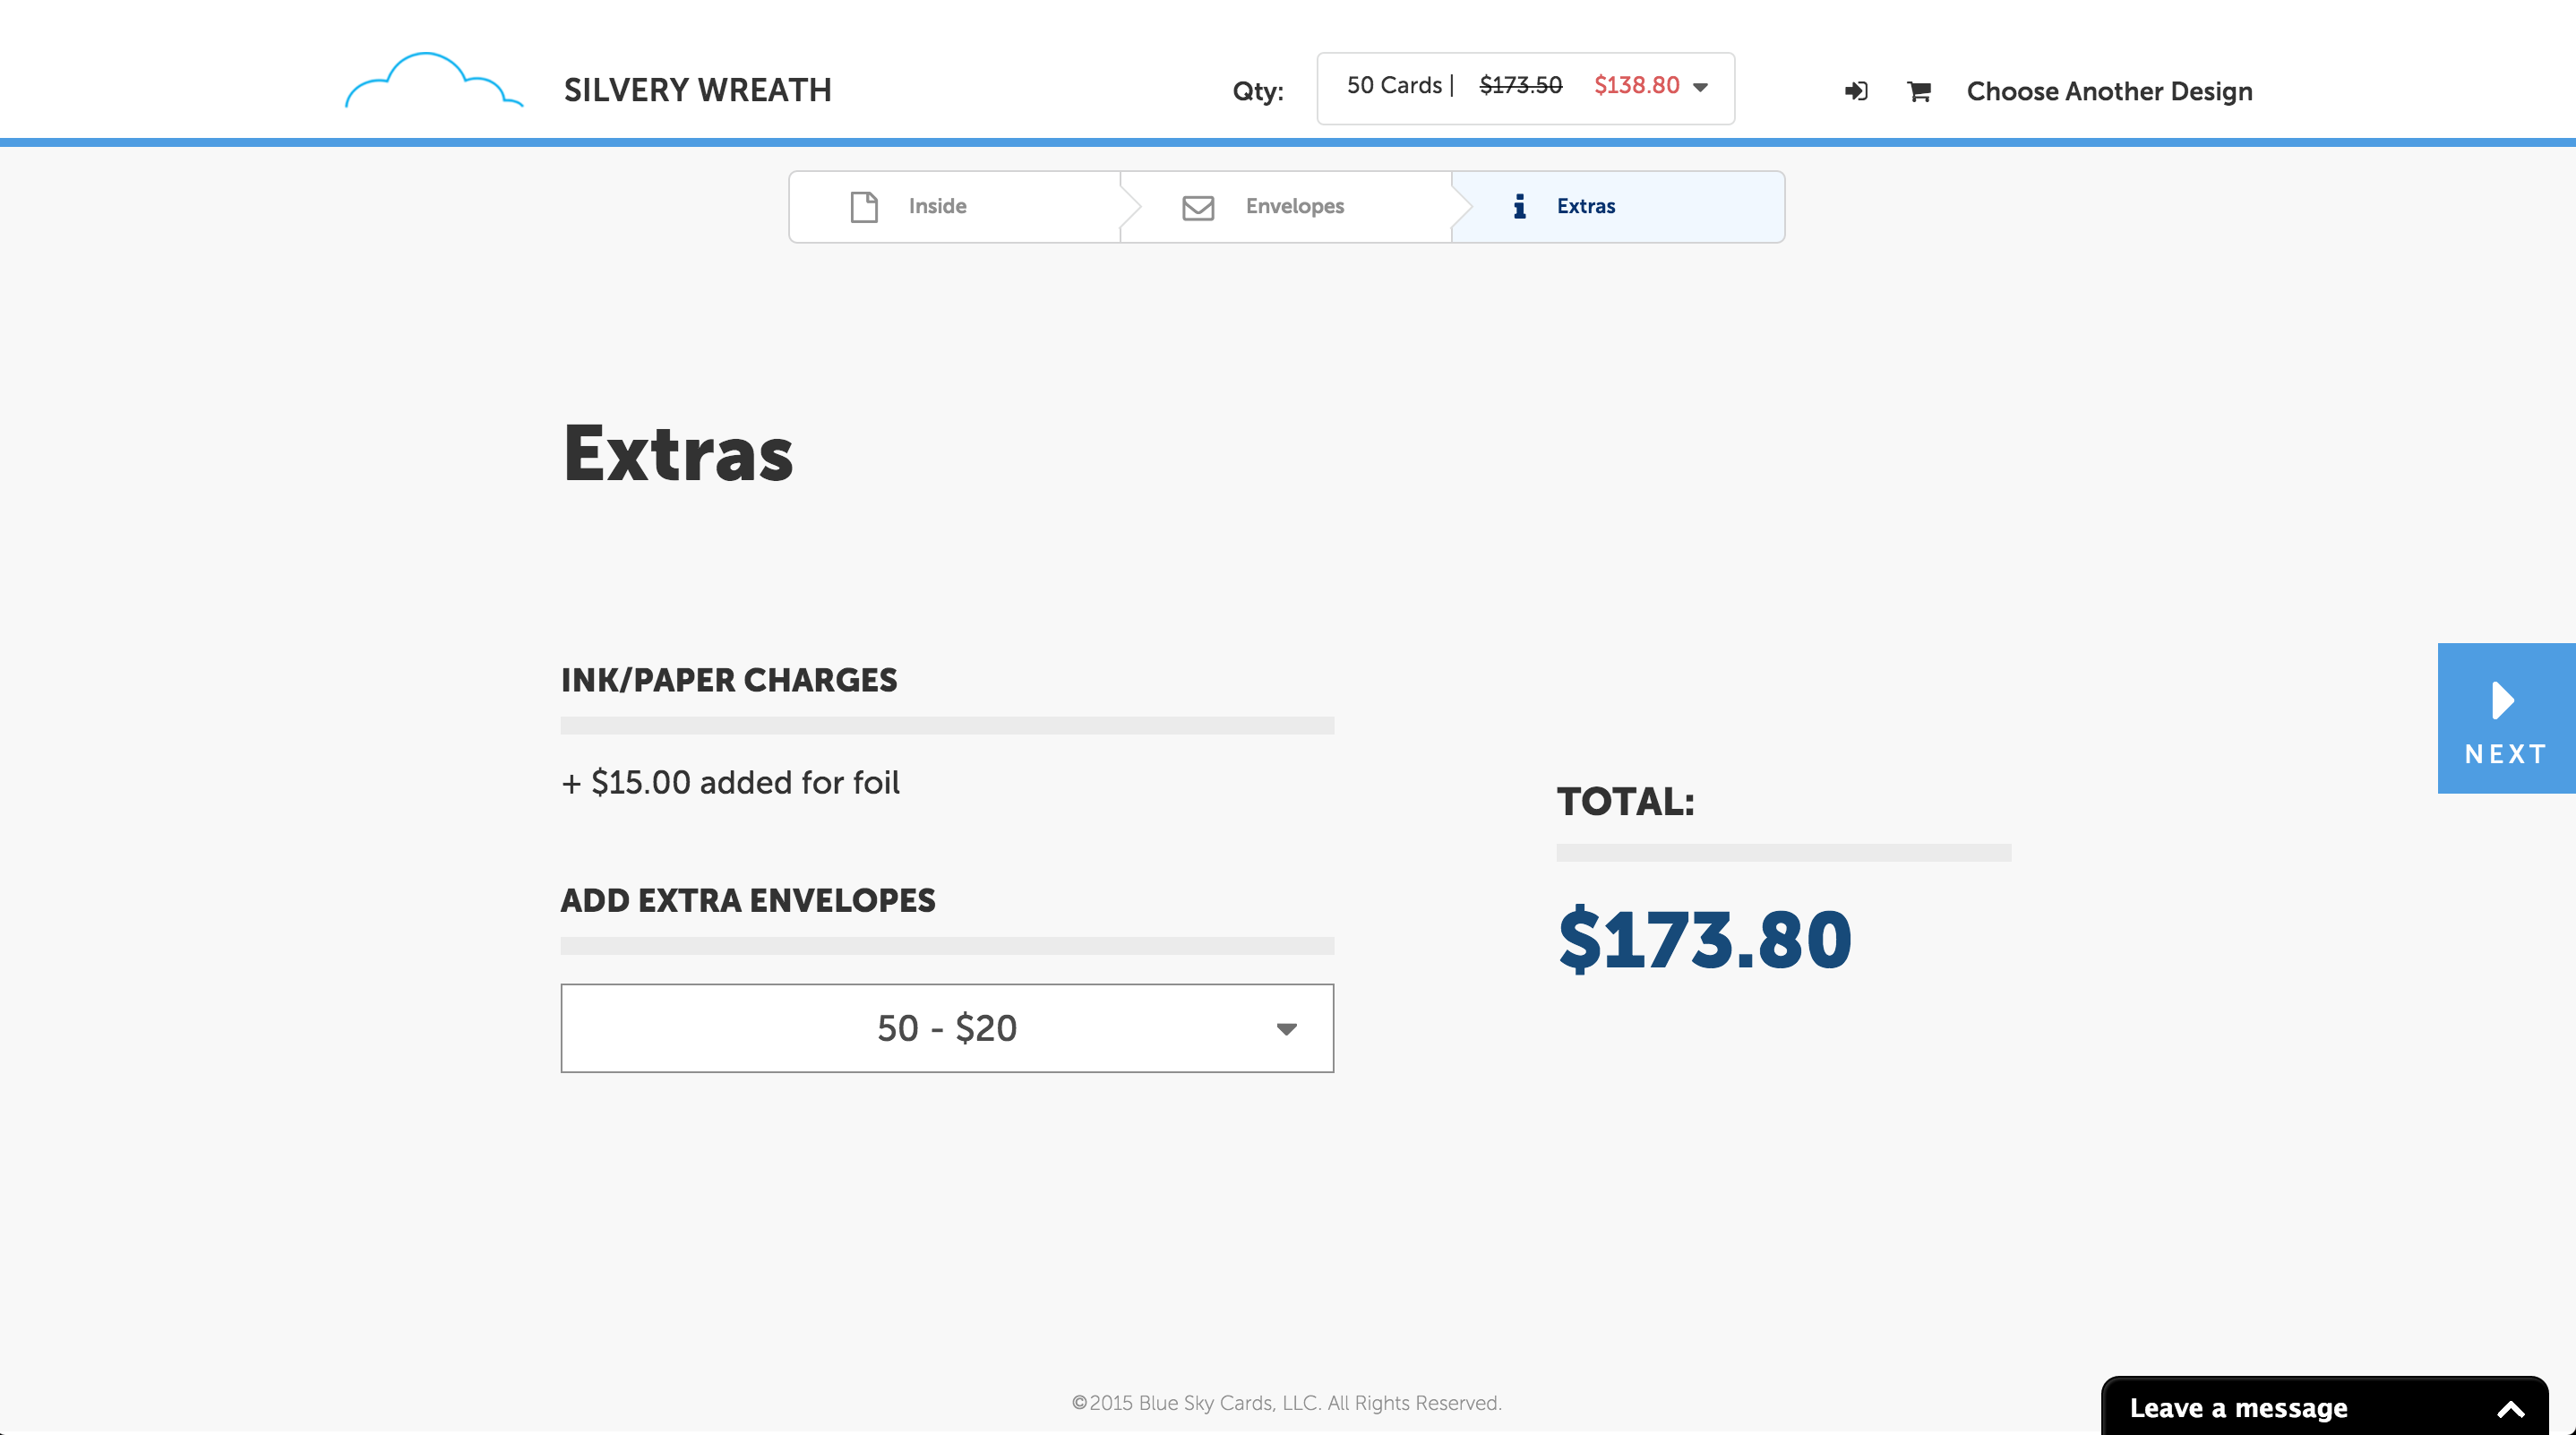 SILVERY WREATH
Qty:
50 Cards | $173.50 $138.80
Choose Another Design
Inside
Envelopes
Extras
Extras
INK/PAPER CHARGES
+ $15.00 added for foil
ADD EXTRA ENVELOPES
50 - $20
TOTAL:
$173.80
NEXT
©2015 Blue Sky Cards, LLC. All Rights Reserved.
Leave a message